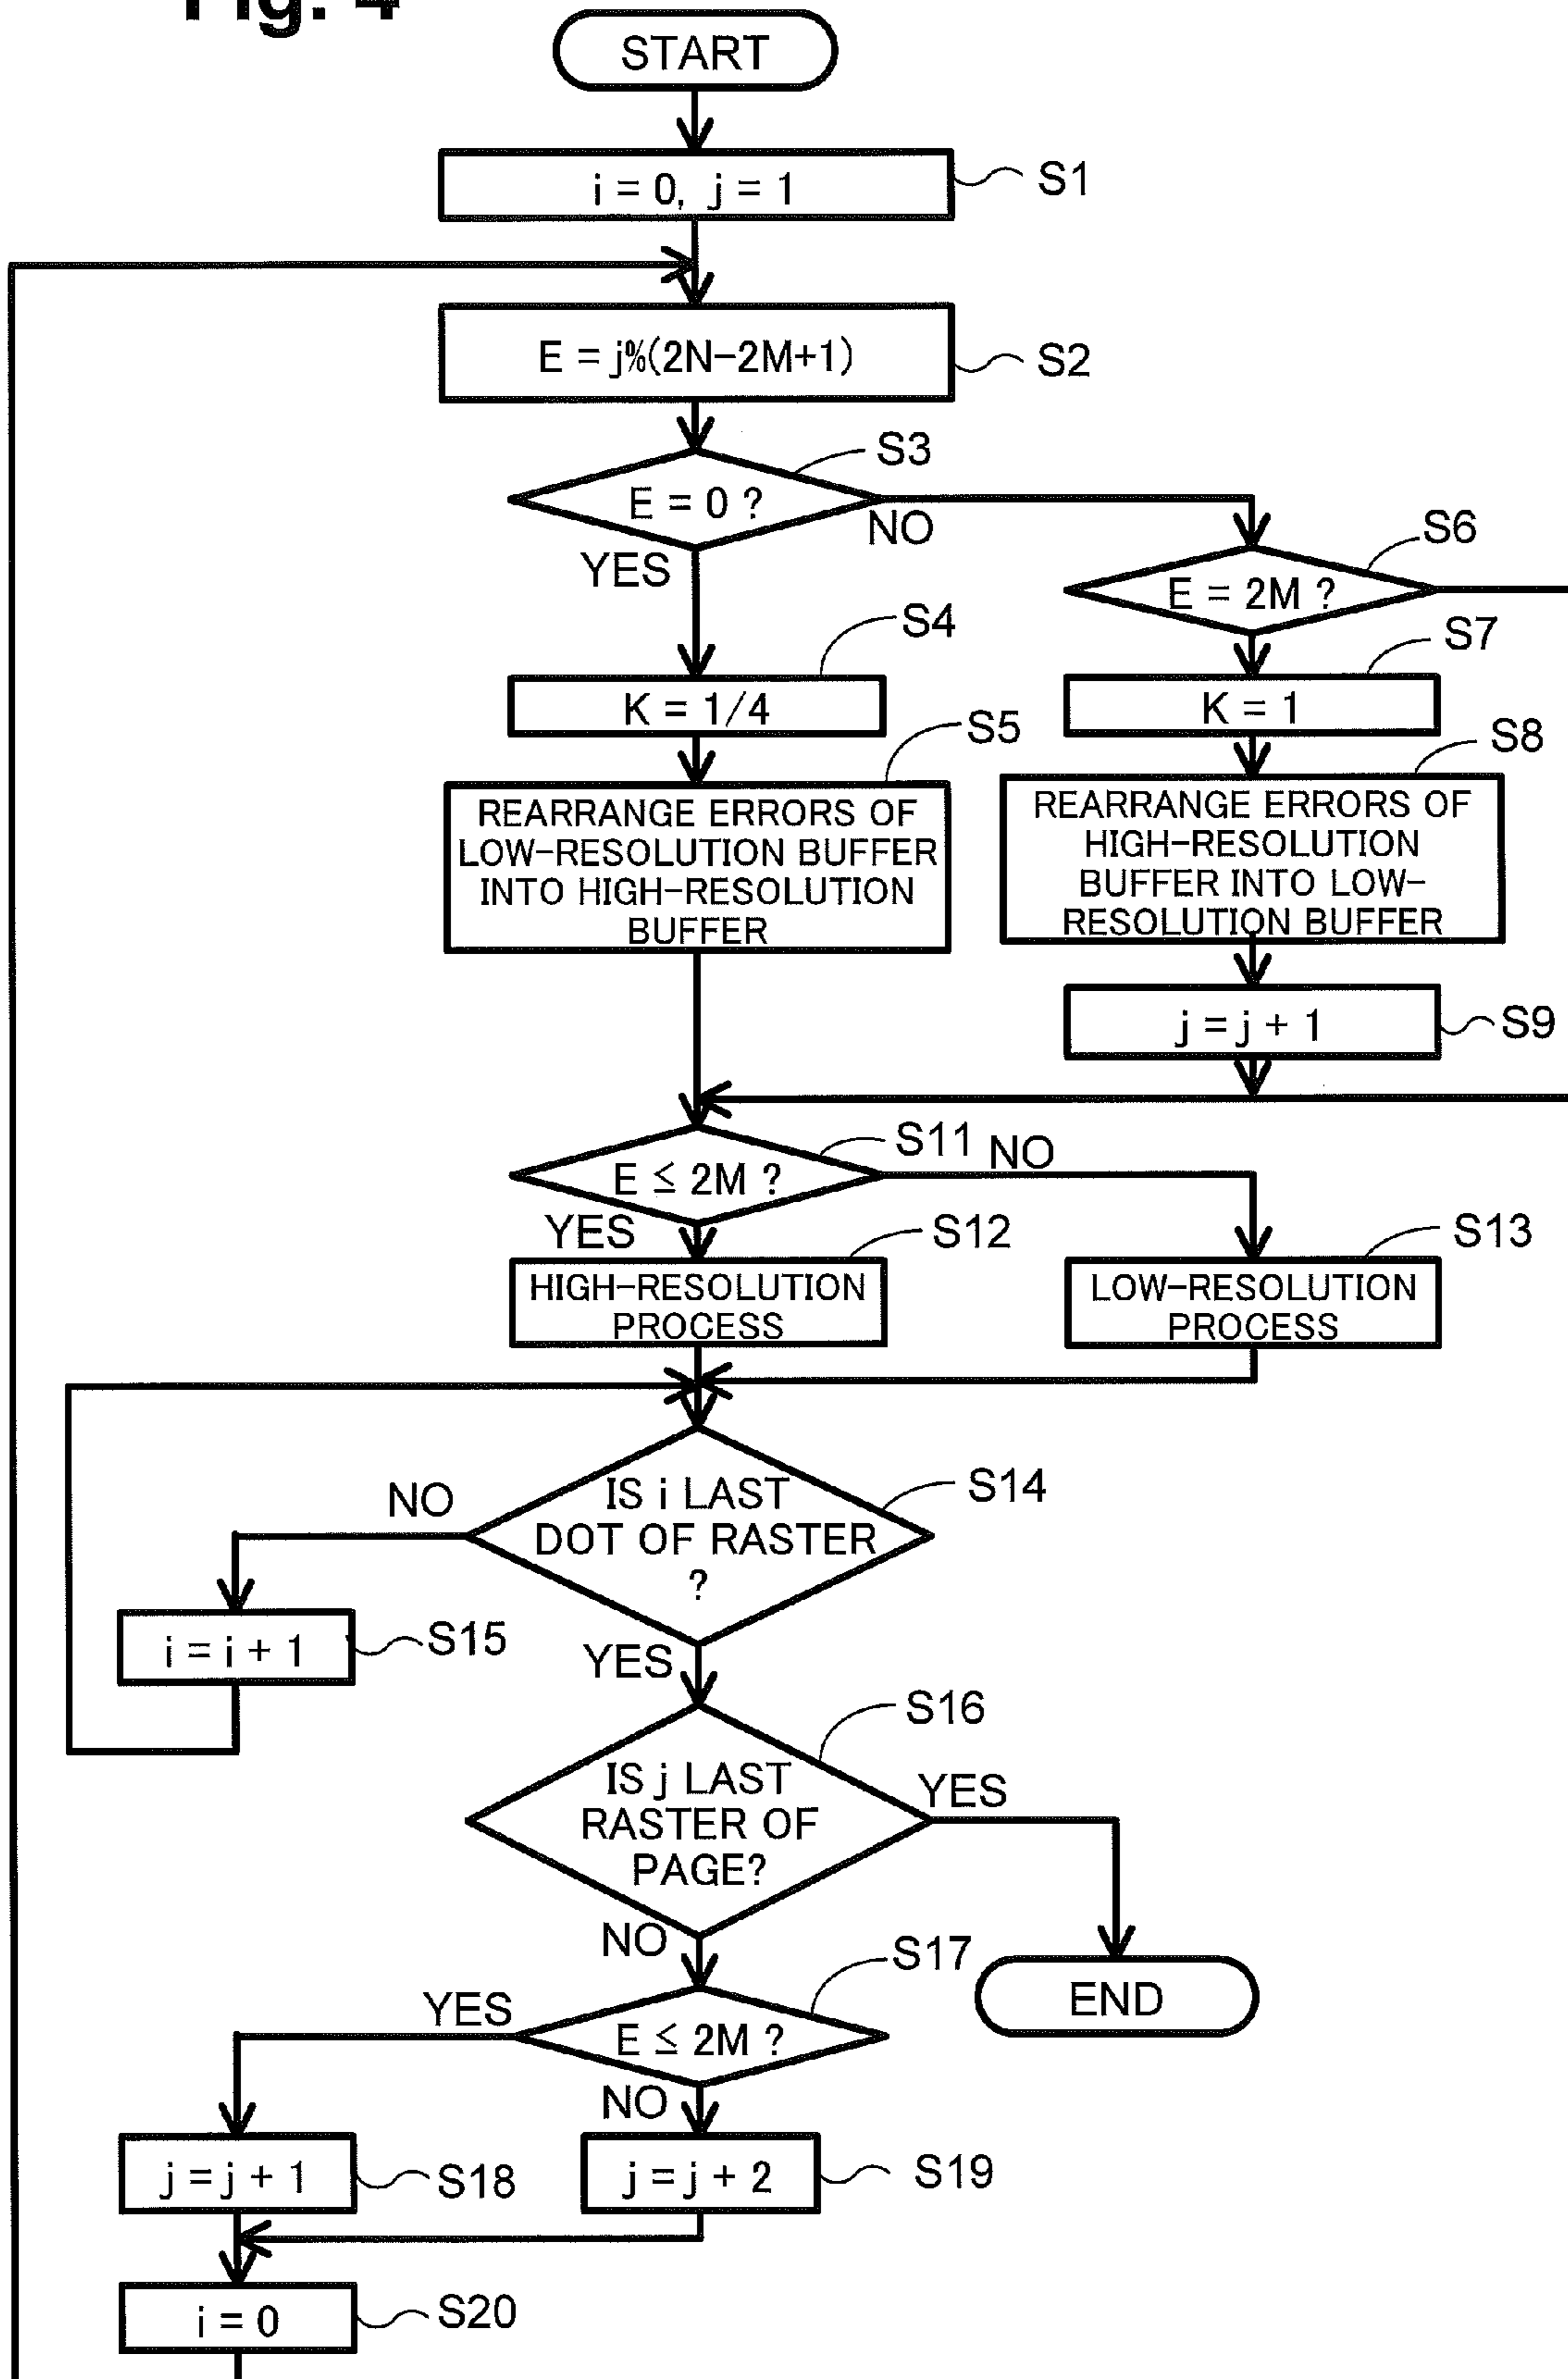 Fig. 4
START
i = 0, j = 1
S1
E = j%(2N-2M+1)
S2
S3
E = 0 ?
NO
YES
S6
E = 2M ?
S4
K = 1/4
S7
K = 1
S5
REARRANGE ERRORS OF
LOW-RESOLUTION BUFFER
INTO HIGH-RESOLUTION
BUFFER
S8
REARRANGE ERRORS OF
HIGH-RESOLUTION
BUFFER INTO LOW-
RESOLUTION BUFFER
j = j + 1
S9
S11
NO
E ≤ 2M ?
YES
S12
HIGH-RESOLUTION
PROCESS
S13
LOW-RESOLUTION
PROCESS
S14
NO
IS i LAST
DOT OF RASTER
?
i = i + 1
S15
YES
S16
IS j LAST
RASTER OF
PAGE?
YES
NO
END
S17
YES
E ≤ 2M ?
NO
j = j + 1
S18
j = j + 2
S19
i = 0
S20